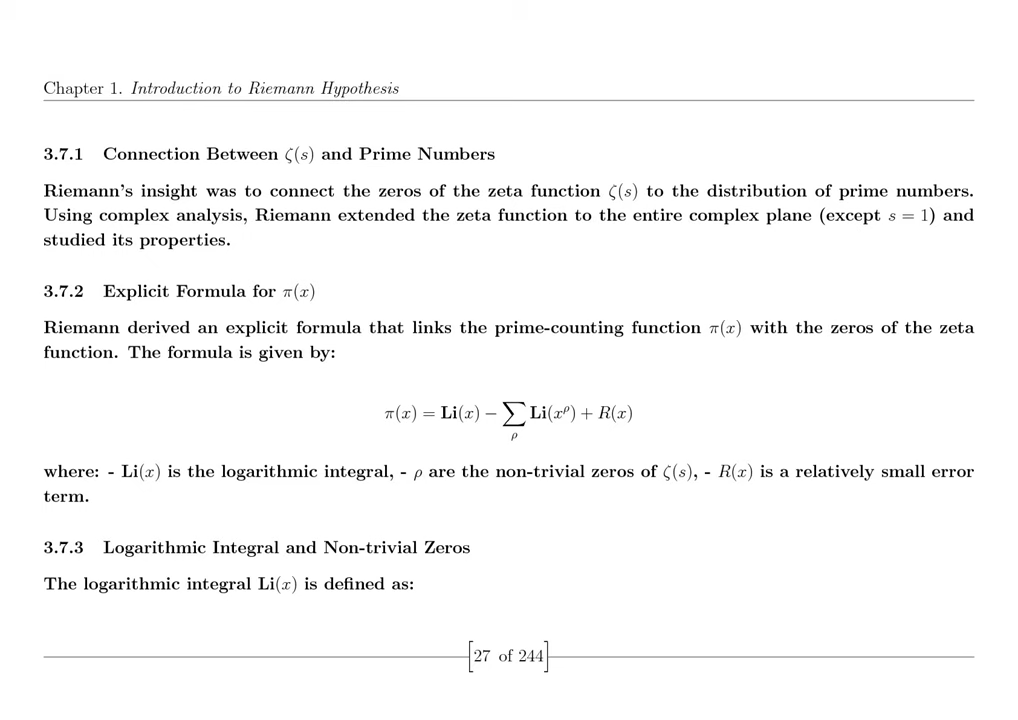 Chapter 1. Introduction to Riemann Hypothesis
3.7.1 Connection Between ζ(s) and Prime Numbers
Riemann's insight was to connect the zeros of the zeta function ζ(s) to the distribution of prime numbers.
Using complex analysis, Riemann extended the zeta function to the entire complex plane (except s = 1) and
studied its properties.
3.7.2 Explicit Formula for π(x)
Riemann derived an explicit formula that links the prime-counting function π(x) with the zeros of the zeta
function. The formula is given by:
π(x) = Li(x) − ∑ Li(x^ρ) + R(x)
ρ
where: - Li(x) is the logarithmic integral, - ρ are the non-trivial zeros of ζ(s), - R(x) is a relatively small error
term.
3.7.3 Logarithmic Integral and Non-trivial Zeros
The logarithmic integral Li(x) is defined as:
[27 of 244]